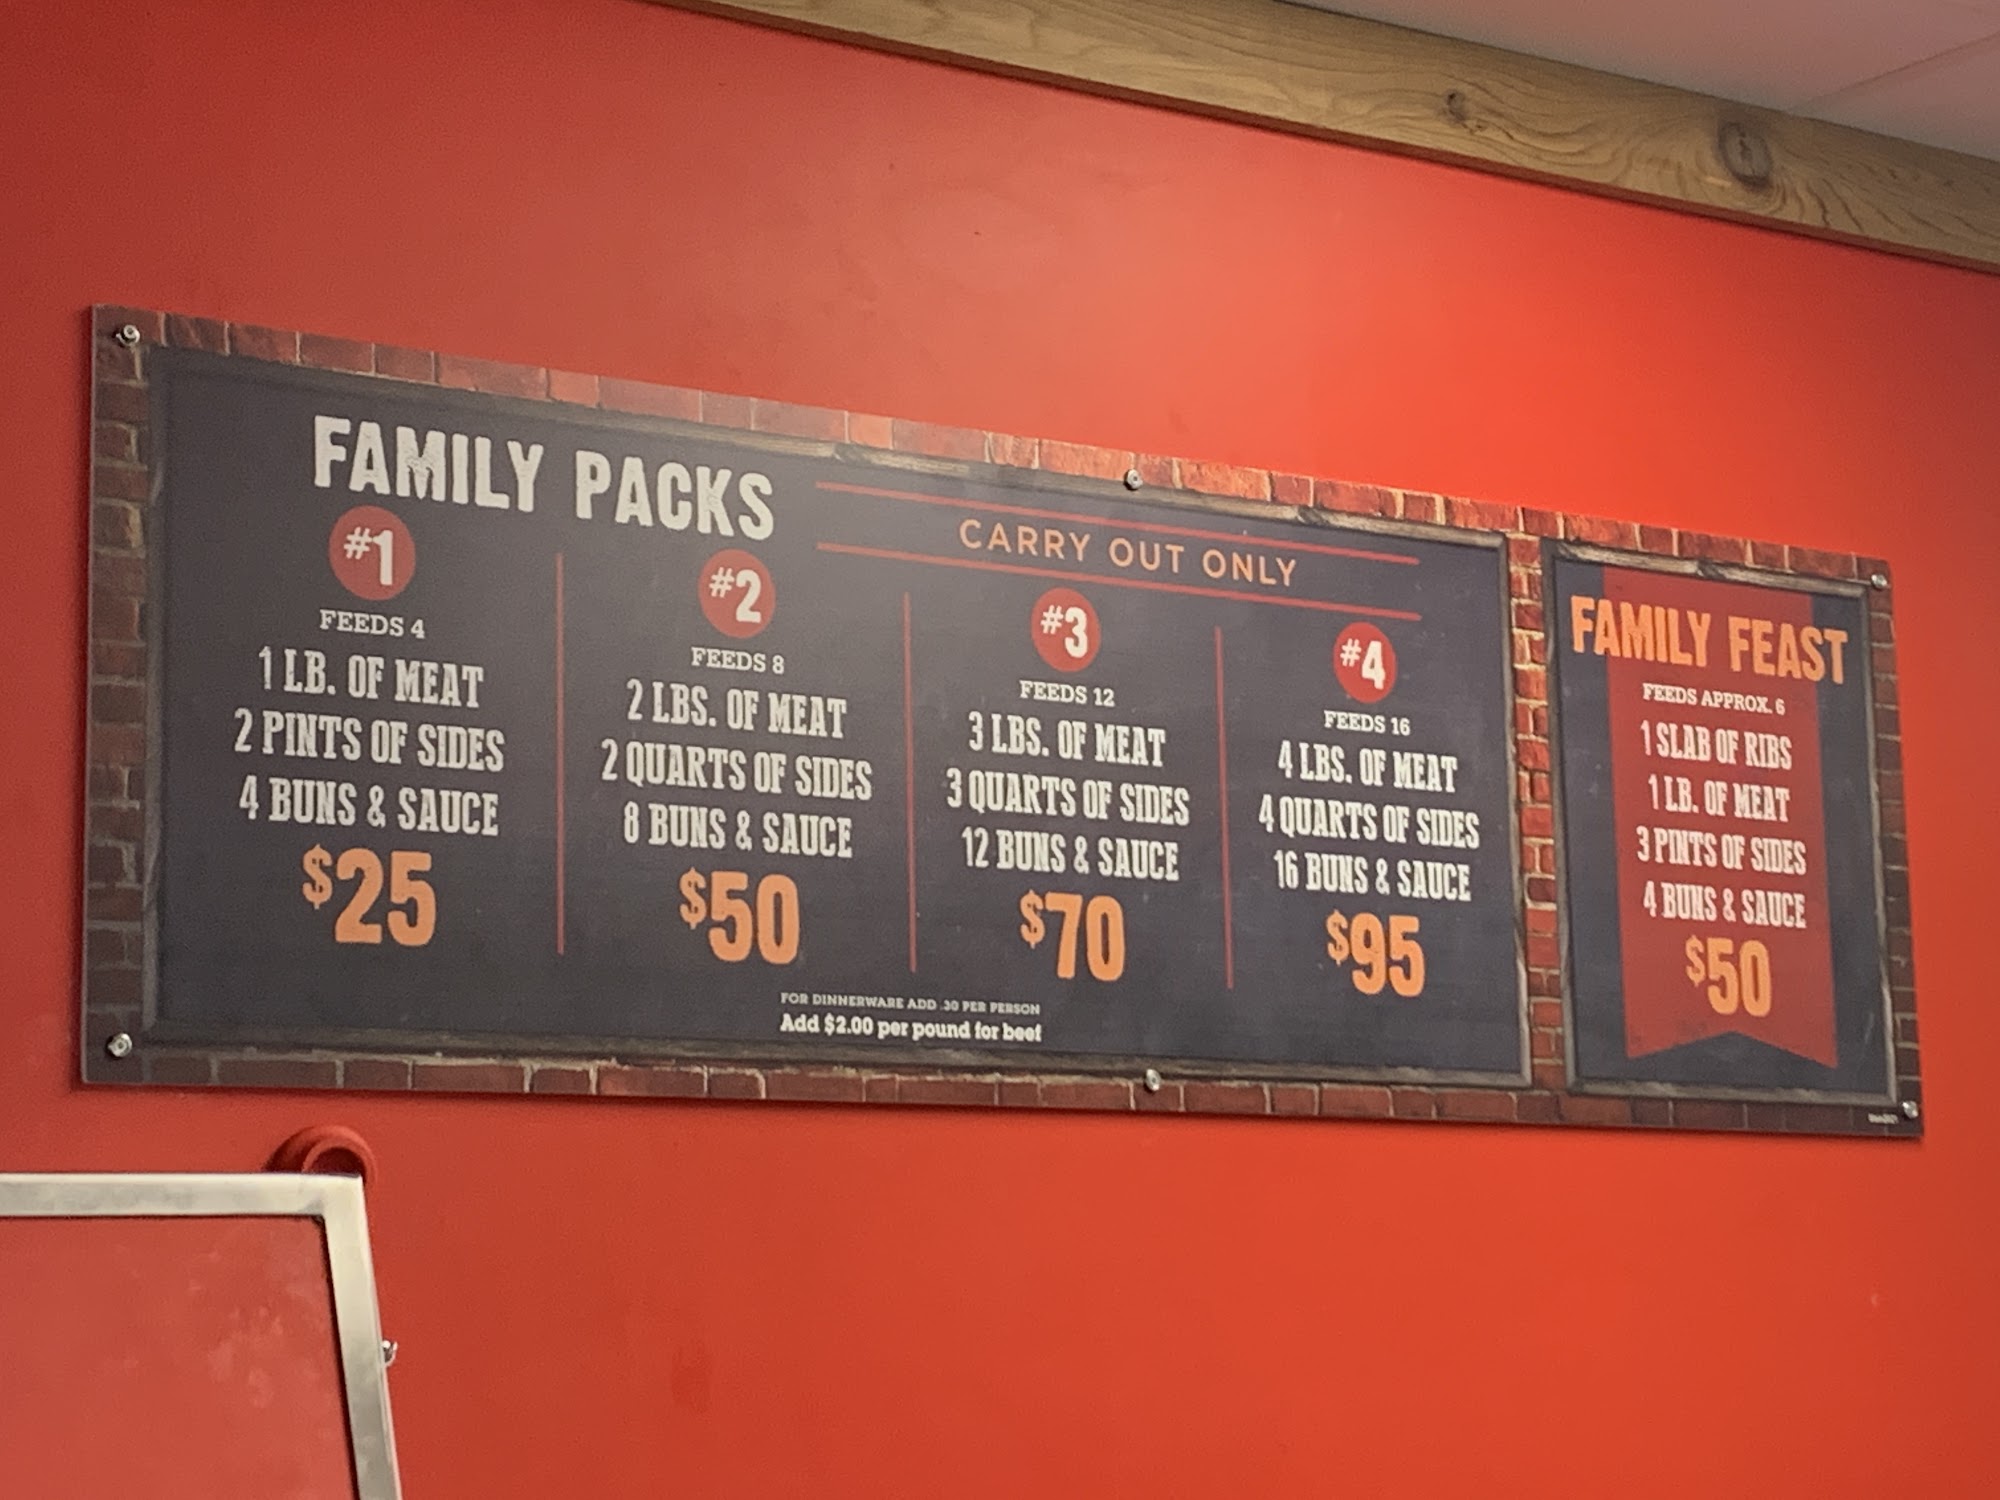 FAMILY PACKS
CARRY OUT ONLY
#1
FEEDS 4
1 LB. OF MEAT
2 PINTS OF SIDES
4 BUNS & SAUCE
$25
#2
FEEDS 8
2 LBS. OF MEAT
2 QUARTS OF SIDES
8 BUNS & SAUCE
$50
#3
FEEDS 12
3 LBS. OF MEAT
3 QUARTS OF SIDES
12 BUNS & SAUCE
$70
#4
FEEDS 16
4 LBS. OF MEAT
4 QUARTS OF SIDES
16 BUNS & SAUCE
$95
FOR DINNERWARE ADD .30 PER PERSON
Add $2.00 per pound for beef
FAMILY FEAST
FEEDS APPROX. 6
1 SLAB OF RIBS
1 LB. OF MEAT
3 PINTS OF SIDES
4 BUNS & SAUCE
$50